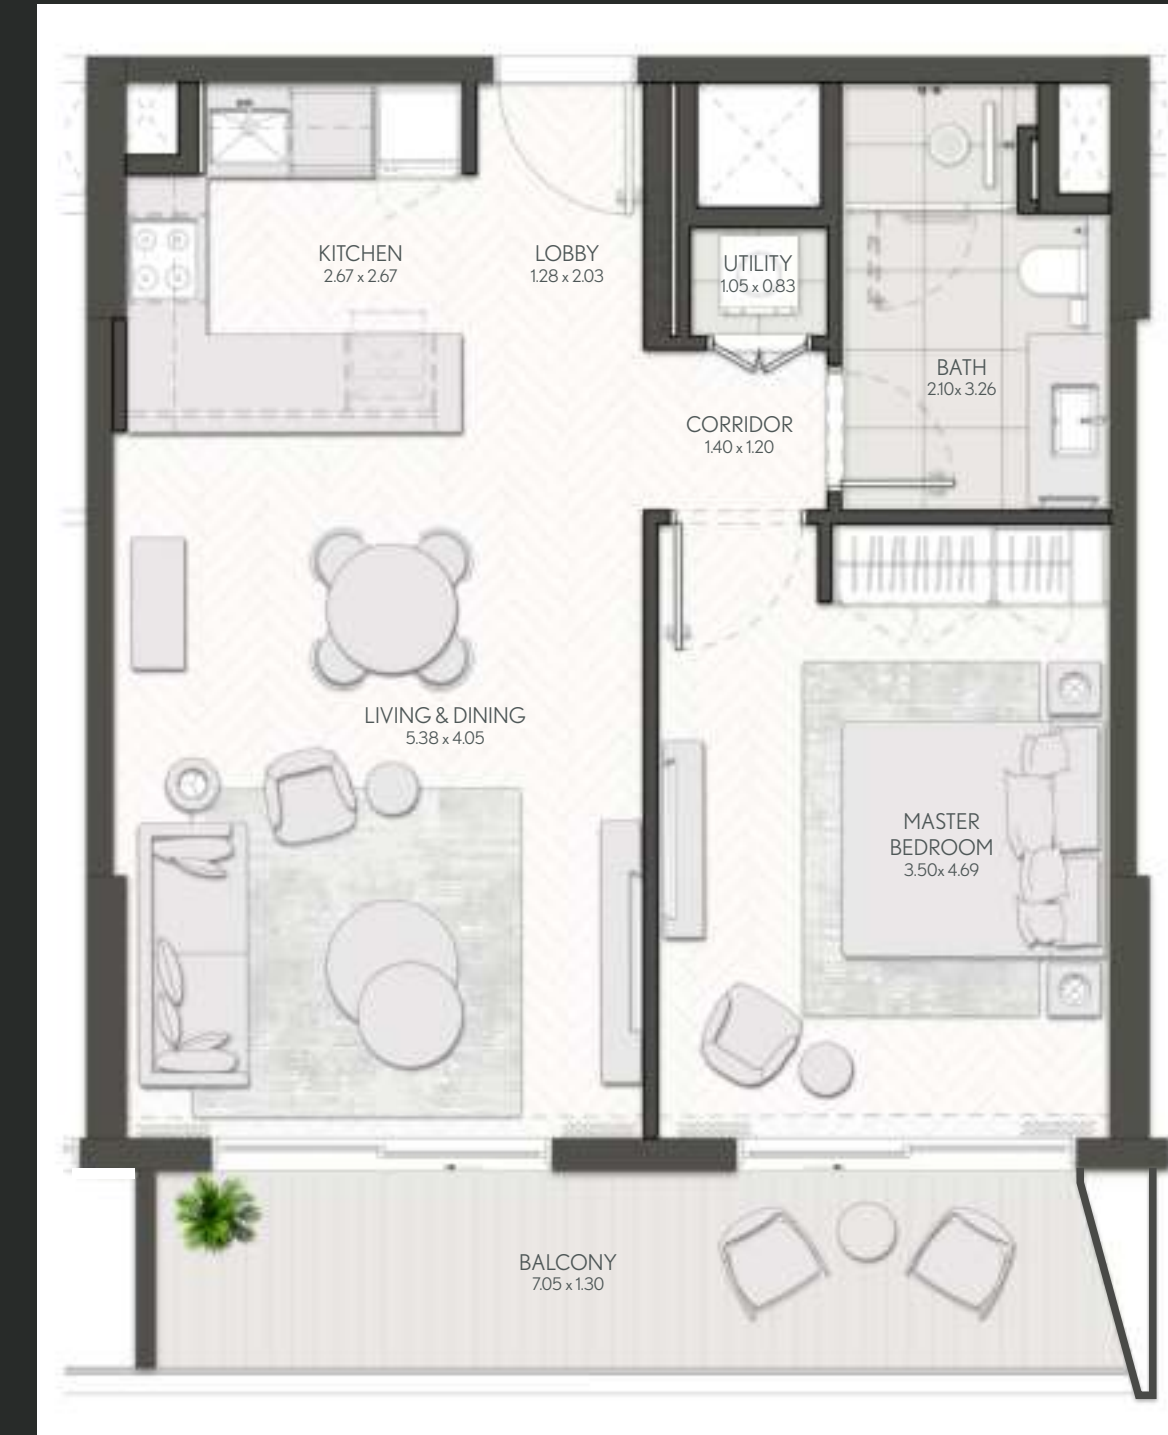 KITCHEN
2.67 x 2.67
LOBBY
1.28 x 2.03
UTILITY
1.05 x 0.83
BATH
2.10x 3.26
CORRIDOR
1.40 x 1.20
LIVING & DINING
5.38 x 4.05
MASTER
BEDROOM
3.50x 4.69
BALCONY
7.05 x 1.30